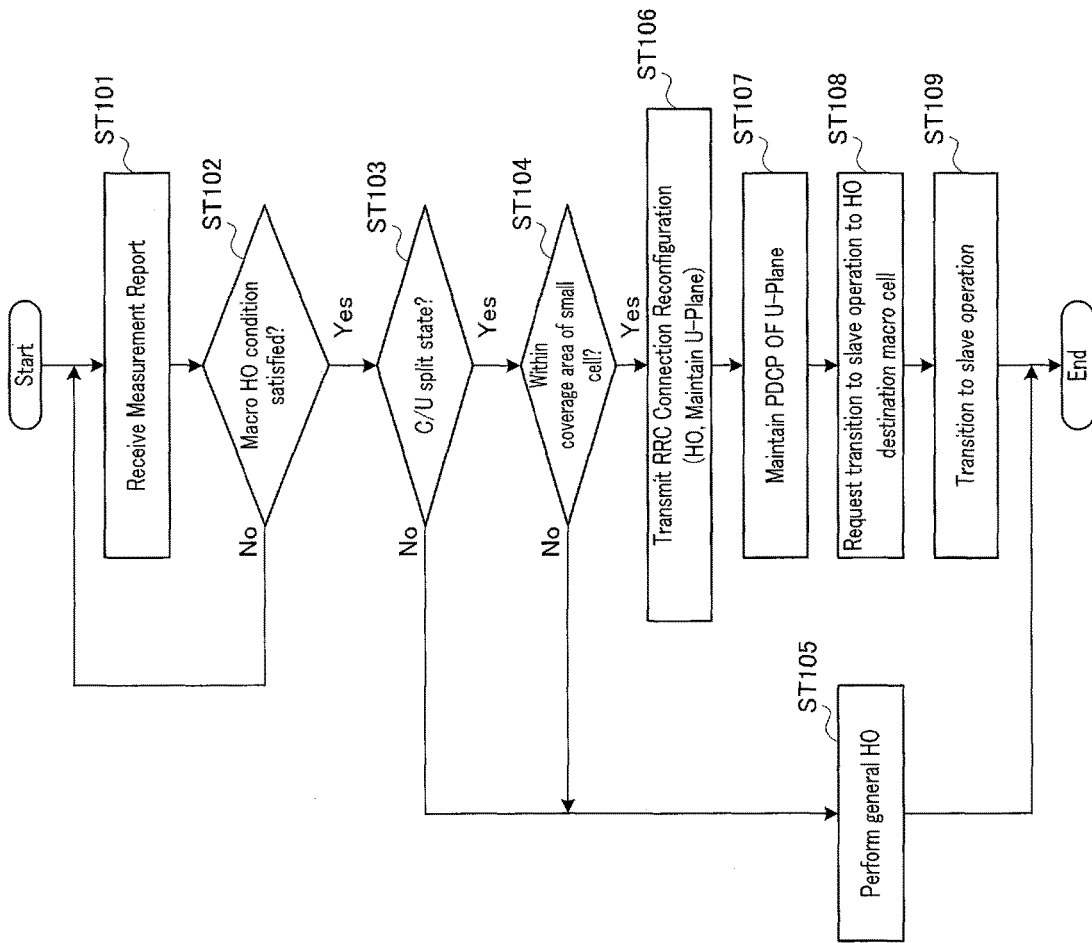 Start
ST101
Receive Measurement Report
ST102
Macro HO condition
satisfied?
No
Yes
ST103
C/U split state?
No
Yes
ST104
Within
coverage area of small
cell?
No
Yes
ST105
Perform general HO
ST106
Transmit RRC Connection Reconfiguration
(HO, Maintain U-Plane)
ST107
Maintain PDCP OF U-Plane
ST108
Request transition to slave operation to HO
destination macro cell
ST109
Transition to slave operation
End